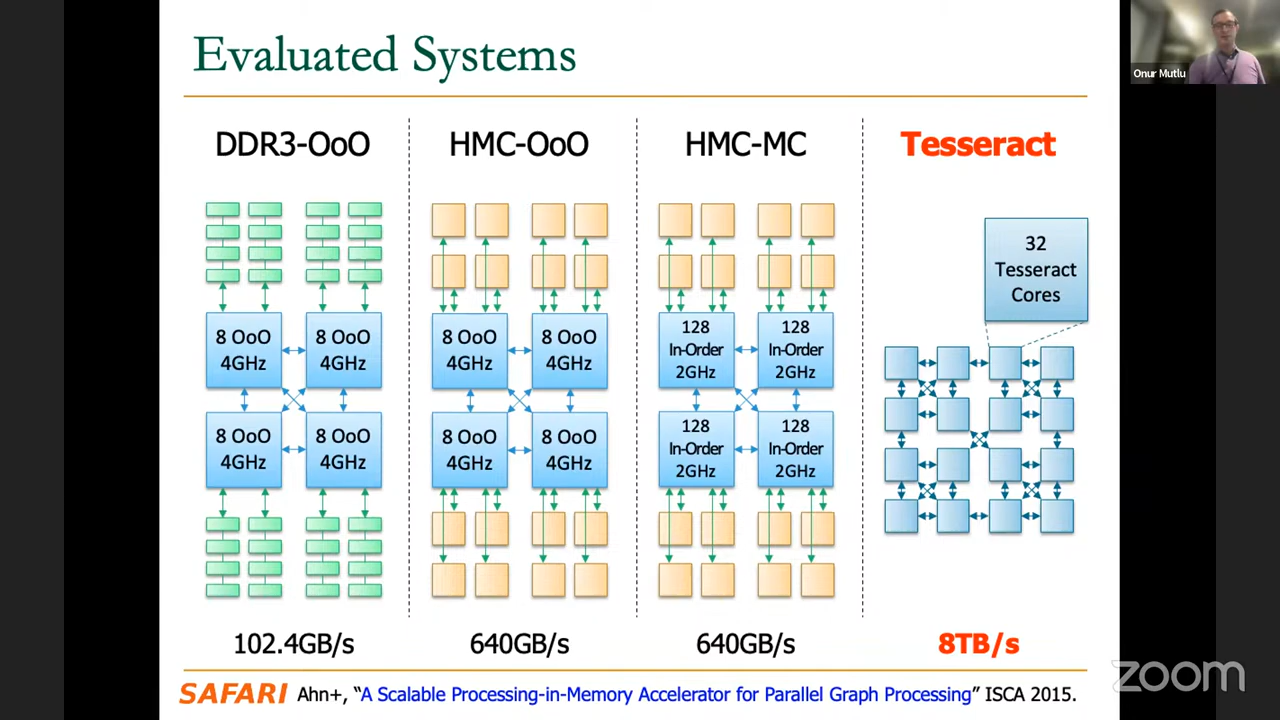 Evaluated Systems
Onur Mutlu
DDR3-OoO
HMC-OoO
HMC-MC
Tesseract
32
Tesseract
Cores
8 OoO
4GHz
8 OoO
4GHz
8 OoO
4GHz
8 OoO
4GHz
8 OoO
4GHz
8 OoO
4GHz
8 OoO
4GHz
8 OoO
4GHz
128
In-Order
2GHz
128
In-Order
2GHz
128
In-Order
2GHz
128
In-Order
2GHz
102.4GB/s
640GB/s
640GB/s
8TB/s
SAFARI Ahn+, “A Scalable Processing-in-Memory Accelerator for Parallel Graph Processing” ISCA 2015.
zoom